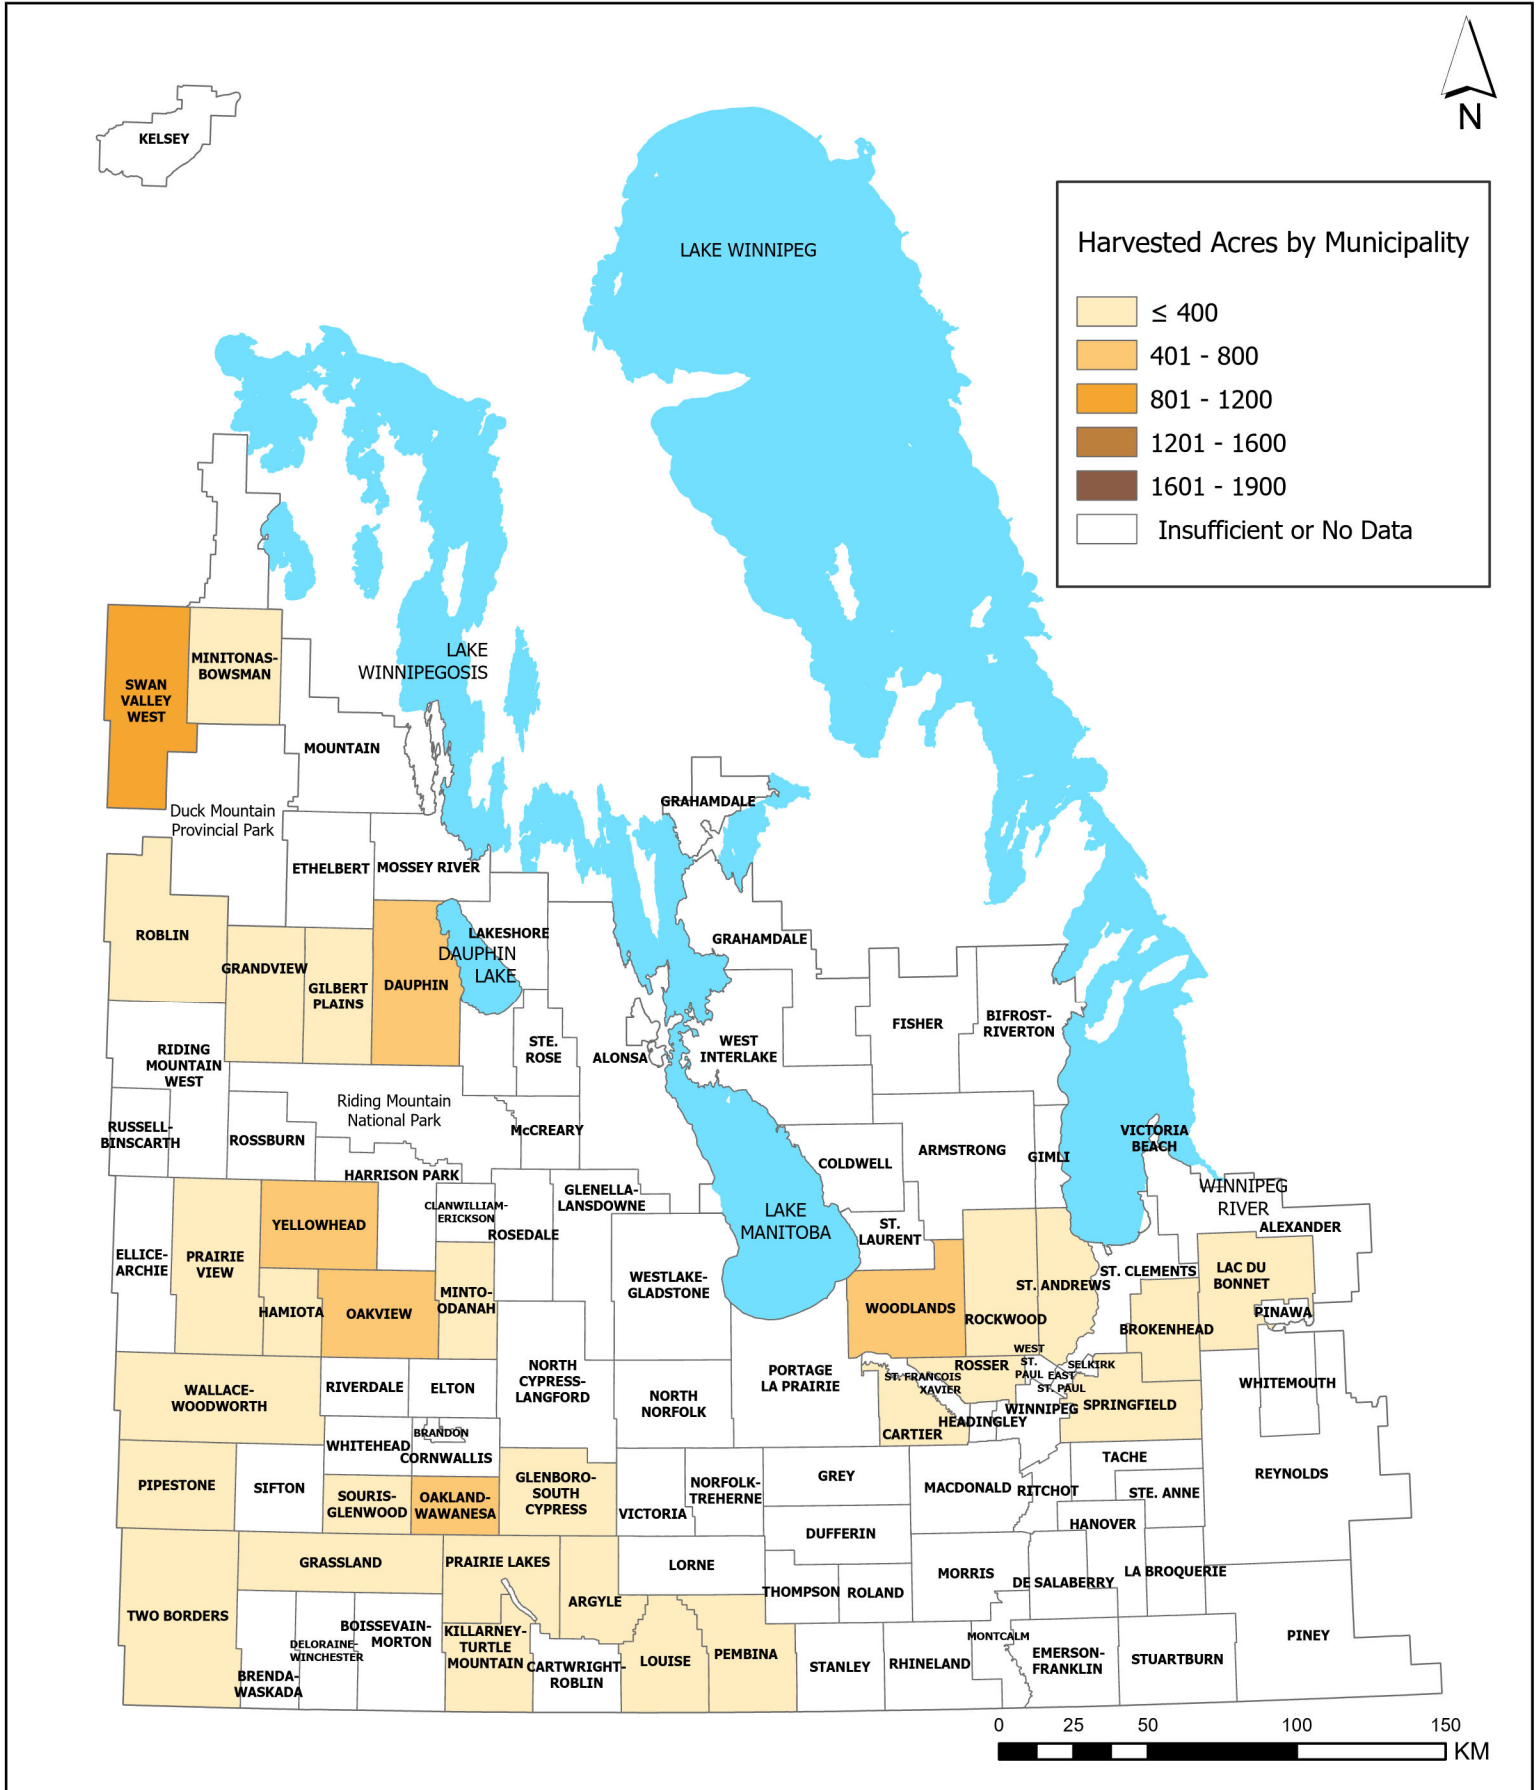 N
KELSEY
LAKE WINNIPEG
Harvested Acres by Municipality
≤ 400
401 - 800
801 - 1200
1201 - 1600
1601 - 1900
Insufficient or No Data
MINITONAS-
BOWSMAN
SWAN
VALLEY
WEST
LAKE
WINNIPEGOSIS
MOUNTAIN
Duck Mountain
Provincial Park
GRAHAMDALE
ETHELBERT
MOSSEY RIVER
ROBLIN
LAKESHORE
DAUPHIN
LAKE
GRAHAMDALE
GRANDVIEW
GILBERT
PLAINS
DAUPHIN
FISHER
BIFROST-
RIVERTON
RIDING
MOUNTAIN
WEST
STE.
ROSE
ALONSA
WEST
INTERLAKE
Riding Mountain
National Park
RUSSELL-
BINSCARTH
ROSSBURN
McCREARY
VICTORIA
BEACH
ARMSTRONG
GIMLI
COLDWELL
HARRISON PARK
CLANWILLIAM-
ERICKSON
GLENELLA-
LANSDOWNE
WINNIPEG
RIVER
ALEXANDER
YELLOWHEAD
ROSEDALE
LAKE
MANITOBA
ST.
LAURENT
ELLICE-
ARCHIE
PRAIRIE
VIEW
WESTLAKE-
GLADSTONE
ST. CLEMENTS
LAC DU
BONNET
ST. ANDREWS
MINTO-
ODANAH
HAMIOTA
OAKVIEW
WOODLANDS
ROCKWOOD
PINAWA
BROKENHEAD
NORTH
CYPRESS-
LANGFORD
PORTAGE
LA PRAIRIE
WEST
ST.
PAUL
ROSSER
SELKIRK
EAST
ST. PAUL
ST. FRANCOIS
XAVIER
WHITEMOUTH
WALLACE-
WOODWORTH
RIVERDALE
ELTON
NORTH
NORFOLK
SPRINGFIELD
WINNIPEG
HEADINGLEY
CARTIER
BRANDON
WHITEHEAD
CORNWALLIS
TACHE
PIPESTONE
SIFTON
SOURIS-
GLENWOOD
OAKLAND-
WAWANESA
GLENBORO-
SOUTH
CYPRESS
VICTORIA
NORFOLK-
TREHERNE
GREY
MACDONALD
RITCHOT
STE. ANNE
REYNOLDS
DUFFERIN
HANOVER
GRASSLAND
PRAIRIE LAKES
LORNE
ARGYLE
THOMPSON
ROLAND
MORRIS
DE SALABERRY
LA BROQUERIE
TWO BORDERS
BOISSEVAIN-
MORTON
DELORAINE-
WINCHESTER
BRENDA-
WASKADA
KILLARNEY-
TURTLE
MOUNTAIN
CARTWRIGHT-
ROBLIN
LOUISE
PEMBINA
STANLEY
RHINELAND
MONTCALM
EMERSON-
FRANKLIN
STUARTBURN
PINEY
0 25 50 100 150
KM